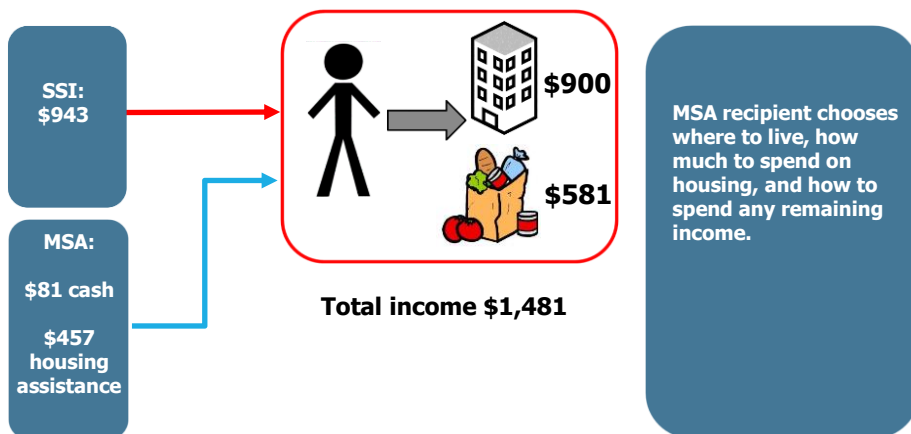 SSI:
$943
MSA:
$81 cash
$457
housing
assistance
$900
$581
Total income $1,481
MSA recipient chooses
where to live, how
much to spend on
housing, and how to
spend any remaining
income.